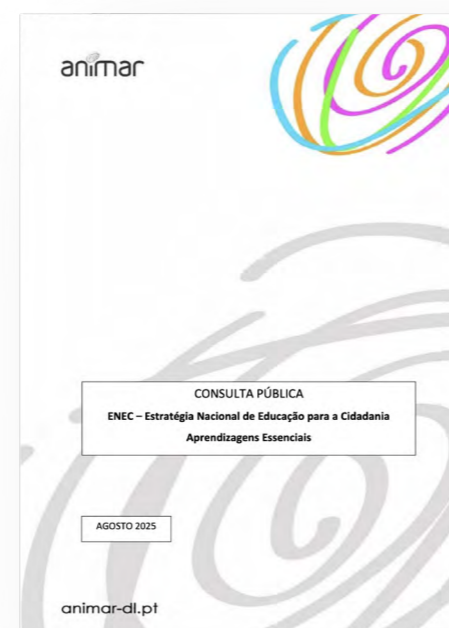 animar
CONSULTA PÚBLICA
ENEC – Estratégia Nacional de Educação para a Cidadania
Aprendizagens Essenciais
AGOSTO 2025
animar-dl.pt